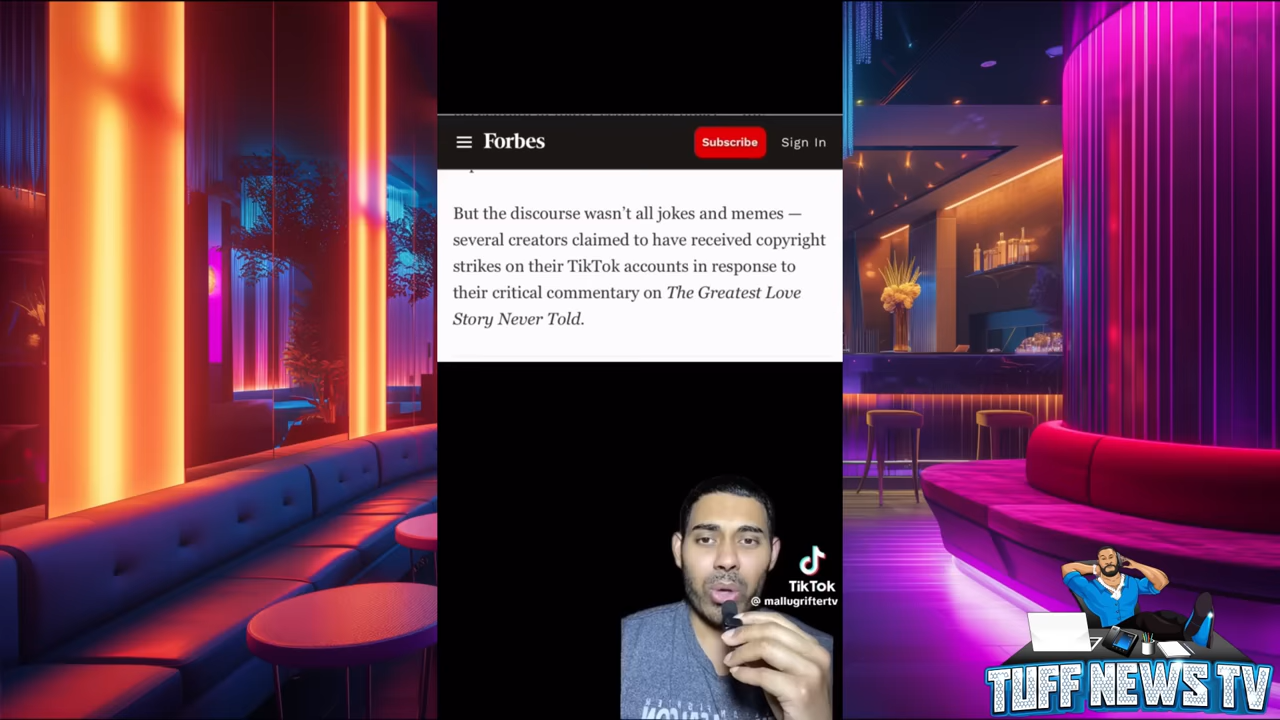 Forbes
Subscribe
Sign In
But the discourse wasn’t all jokes and memes —
several creators claimed to have received copyright
strikes on their TikTok accounts in response to
their critical commentary on The Greatest Love
Story Never Told.
TikTok
@ mallugriftertv
TUFF NEWS TV